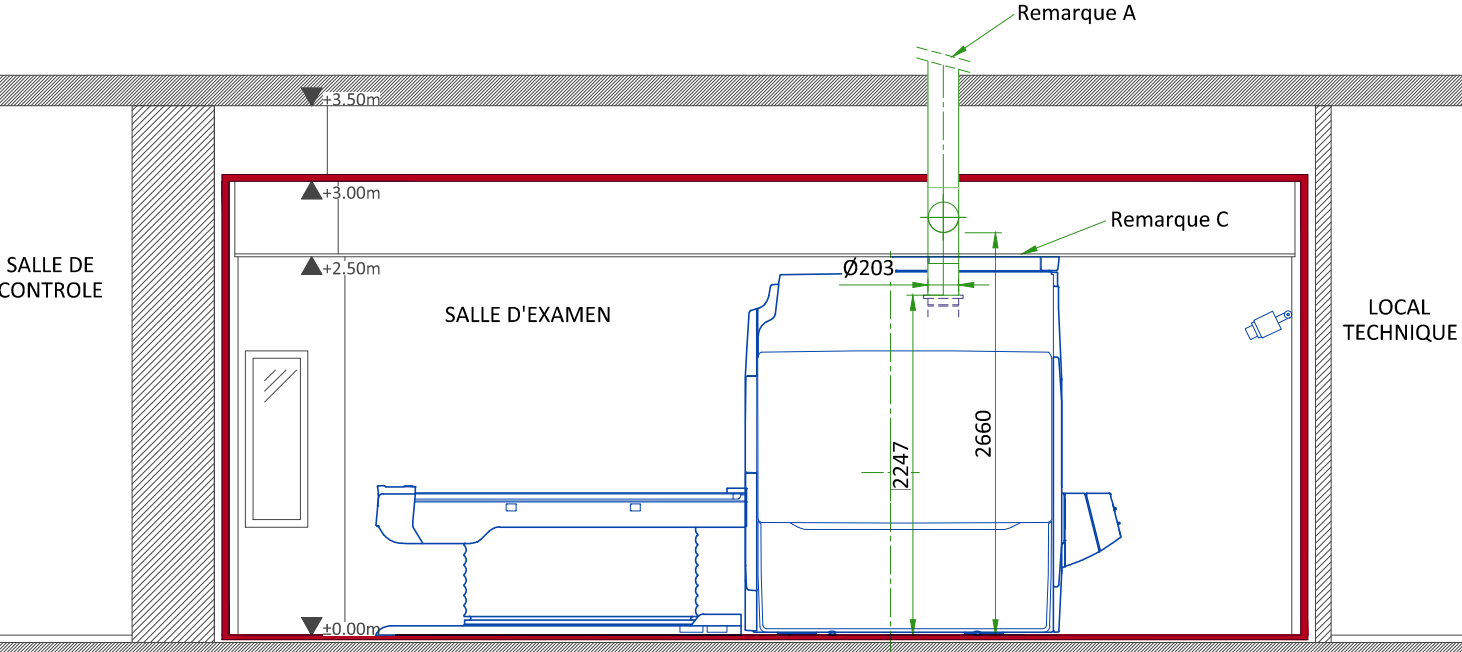 Remarque A
+3.50m
+3.00m
Remarque C
SALLE DE
CONTROLE
+2.50m
Ø203
SALLE D'EXAMEN
LOCAL
TECHNIQUE
2660
2247
±0.00m